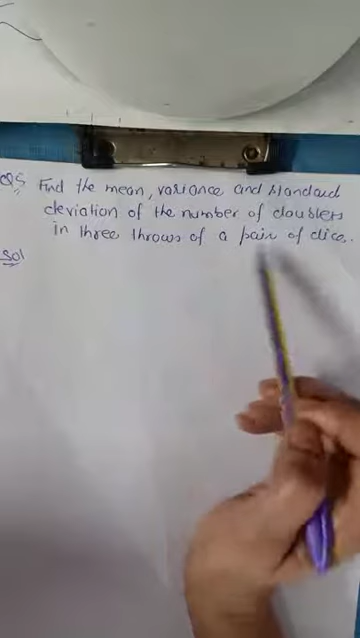 Q5 Find the mean, variance and standard
deviation of the number of doublets
in three throws of a pair of dice.
Sol